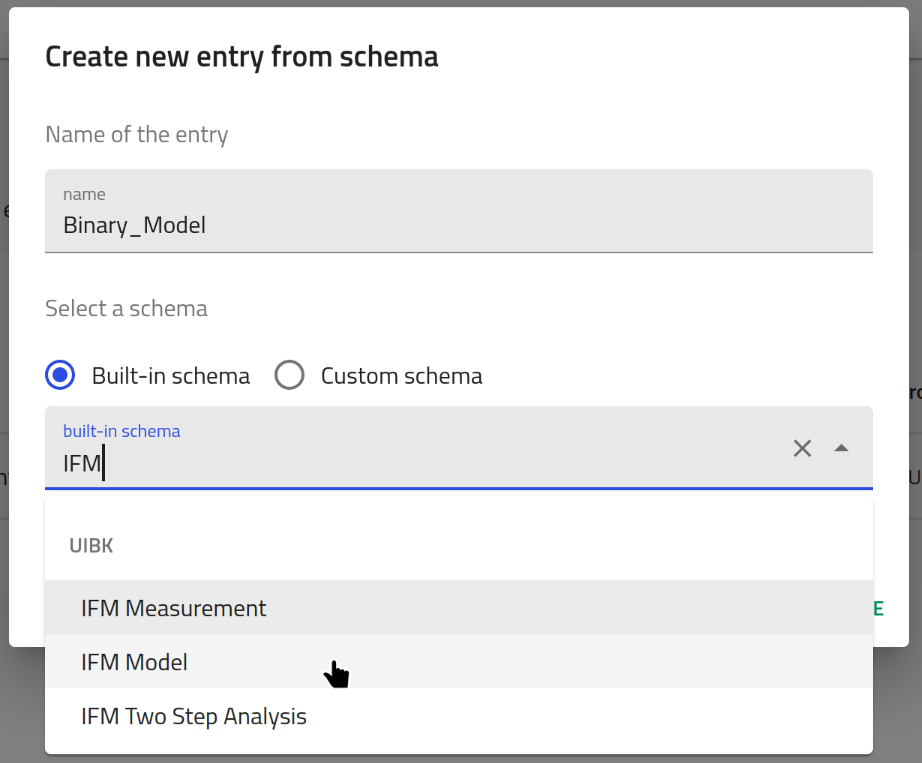 Create new entry from schema
Name of the entry
name
Binary_Model
Select a schema
Built-in schema
Custom schema
built-in schema
IFM
UIBK
IFM Measurement
IFM Model
IFM Two Step Analysis